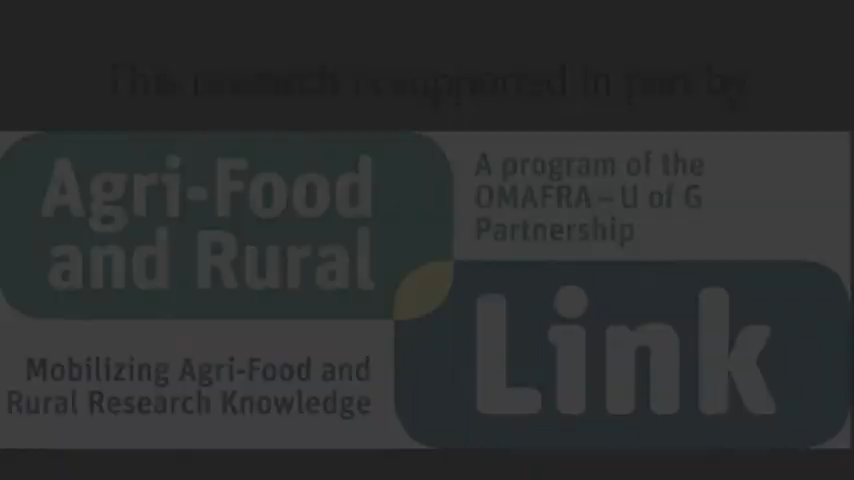 This research is supported in part by
Agri-Food
and Rural
A program of the
OMAFRA – U of G
Partnership
Link
Mobilizing Agri-Food and
Rural Research Knowledge